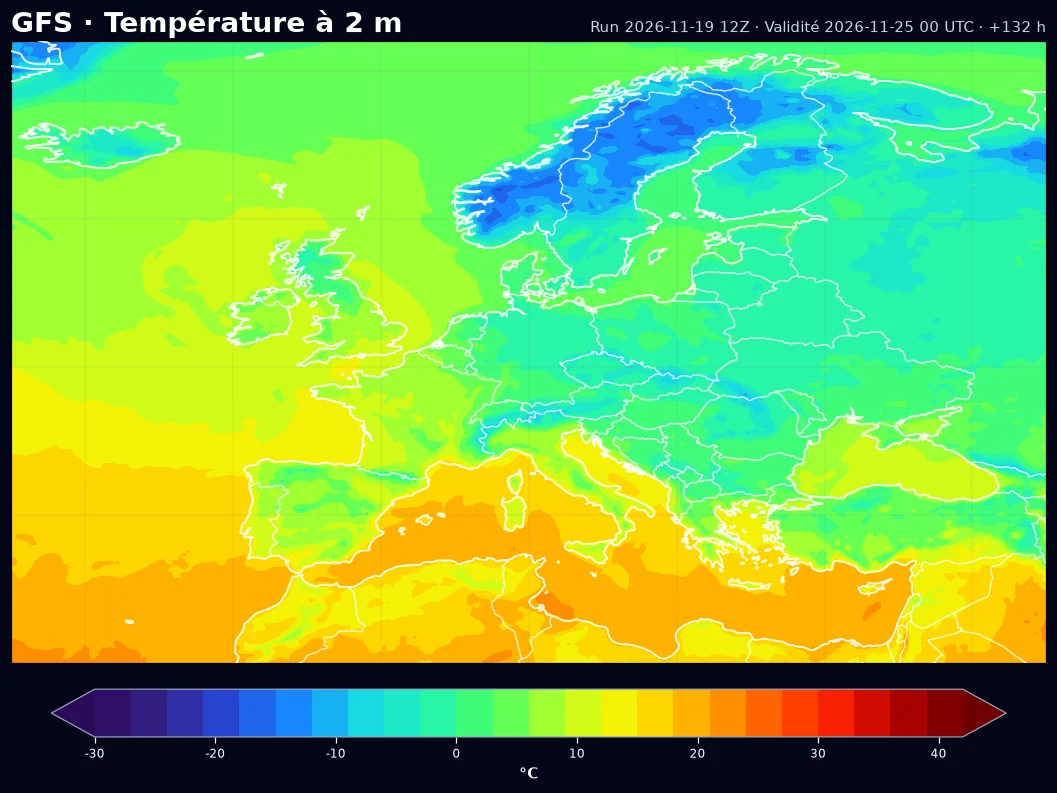 GFS · Température à 2 m
Run 2026-11-19 12Z · Validité 2026-11-25 00 UTC · +132 h
-30 -20 -10 0 10 20 30 40
°C